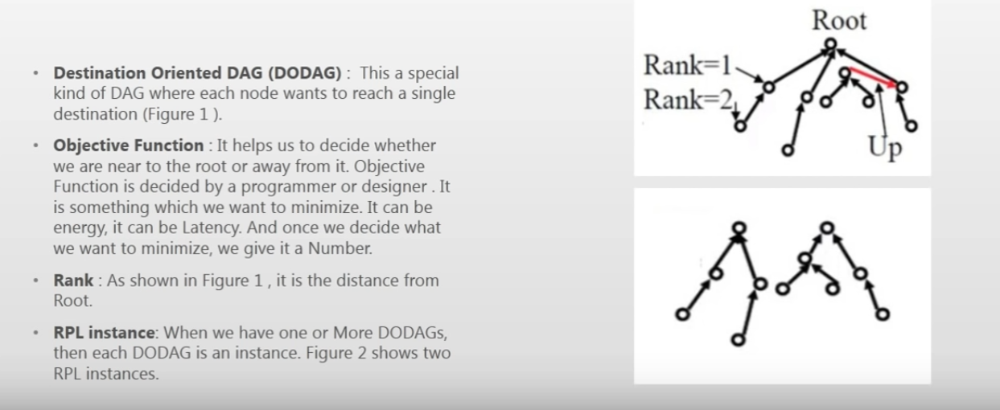 • Destination Oriented DAG (DODAG) : This a special
kind of DAG where each node wants to reach a single
destination (Figure 1 ).
• Objective Function : It helps us to decide whether
we are near to the root or away from it. Objective
Function is decided by a programmer or designer . It
is something which we want to minimize. It can be
energy, it can be Latency. And once we decide what
we want to minimize, we give it a Number.
• Rank : As shown in Figure 1 , it is the distance from
Root.
• RPL instance: When we have one or More DODAGs,
then each DODAG is an instance. Figure 2 shows two
RPL instances.
Root
Rank=1
Rank=2
Up